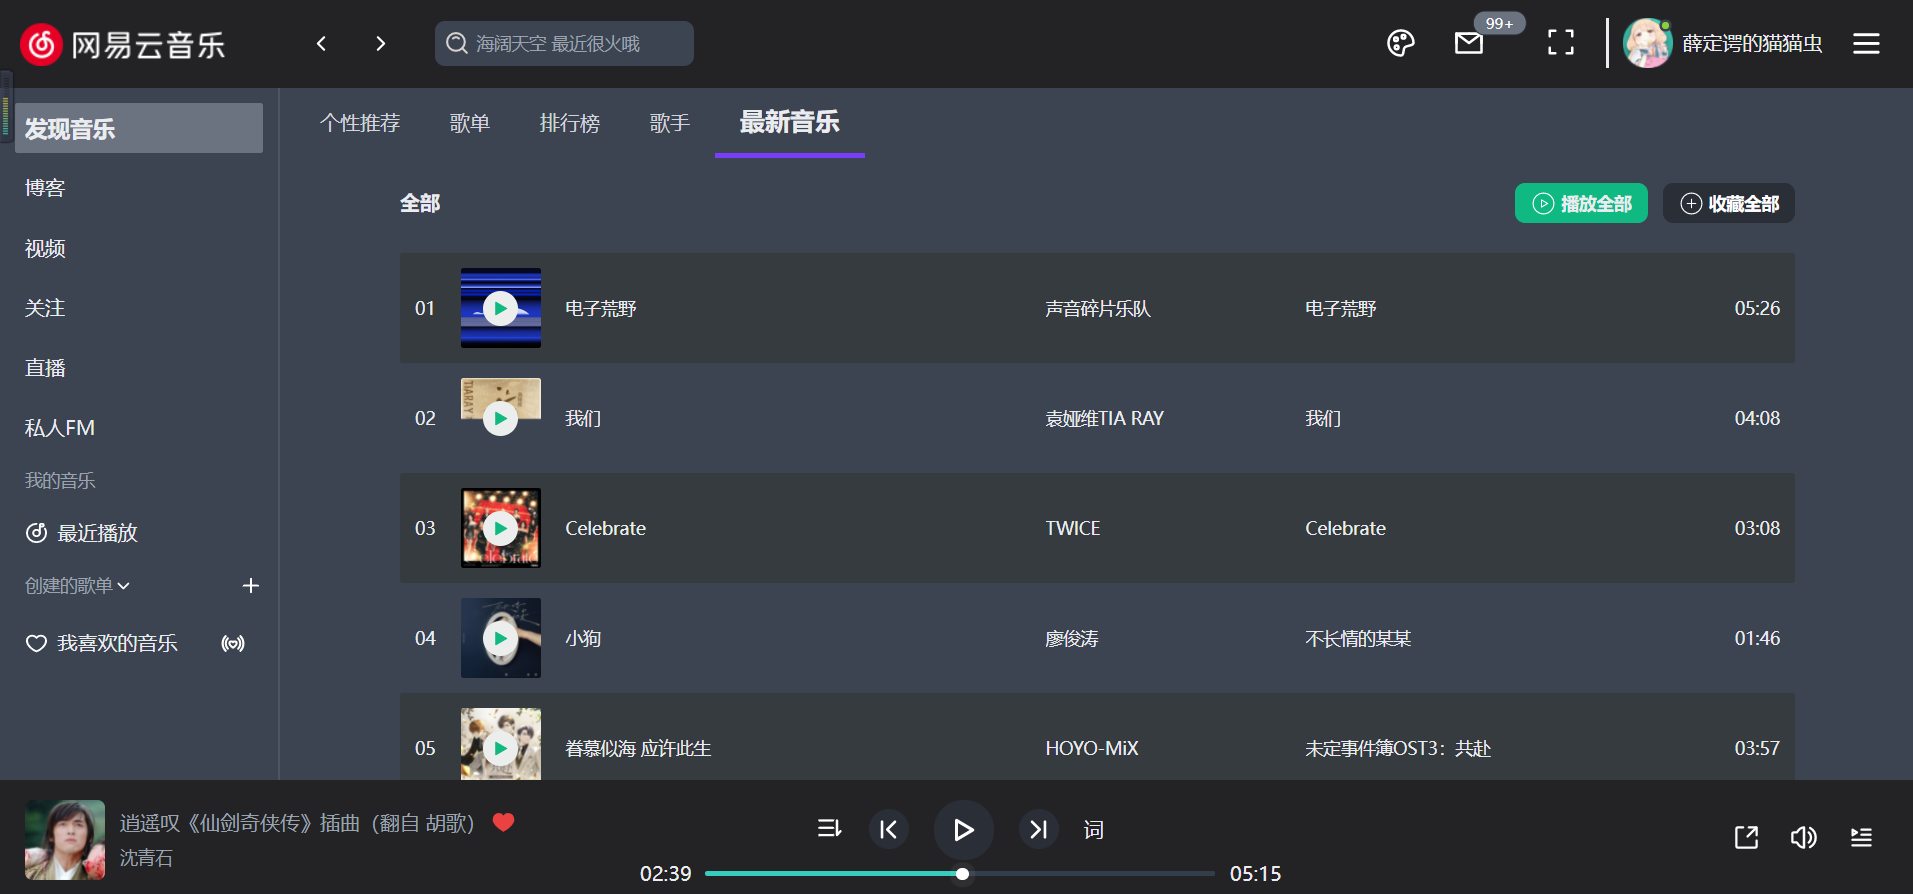 网易云音乐
海阔天空 最近很火哦
99+
薛定谔的猫猫虫
发现音乐
博客
视频
关注
直播
私人FM
我的音乐
最近播放
创建的歌单
我喜欢的音乐
个性推荐 歌单 排行榜 歌手 最新音乐
全部 播放全部 收藏全部
01 电子荒野 声音碎片乐队 电子荒野 05:26
TIARAY
02 我们 袁娅维TIA RAY 我们 04:08
03 Celebrate TWICE Celebrate 03:08
Celebrate
04 小狗 廖俊涛 不长情的某某 01:46
05 眷慕似海 应许此生 HOYO-MiX 未定事件簿OST3：共赴 03:57
逍遥叹《仙剑奇侠传》插曲（翻自 胡歌）
沈青石
词
02:39 05:15